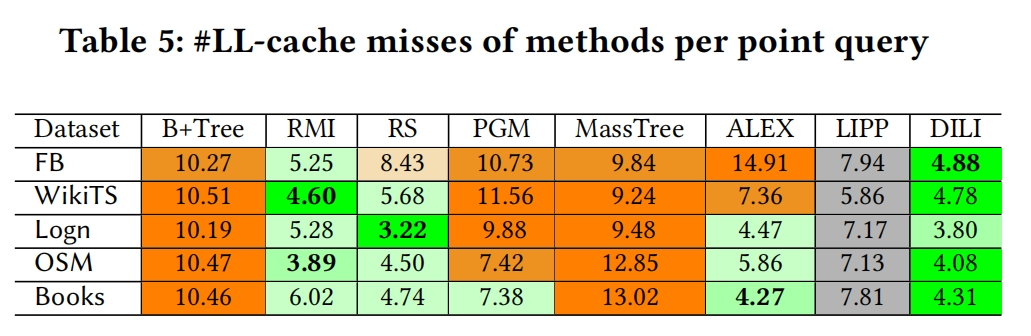 Table 5: #LL-cache misses of methods per point query
Dataset B+Tree RMI RS PGM MassTree ALEX LIPP DILI
FB 10.27 5.25 8.43 10.73 9.84 14.91 7.94 4.88
WikiTS 10.51 4.60 5.68 11.56 9.24 7.36 5.86 4.78
Logn 10.19 5.28 3.22 9.88 9.48 4.47 7.17 3.80
OSM 10.47 3.89 4.50 7.42 12.85 5.86 7.13 4.08
Books 10.46 6.02 4.74 7.38 13.02 4.27 7.81 4.31